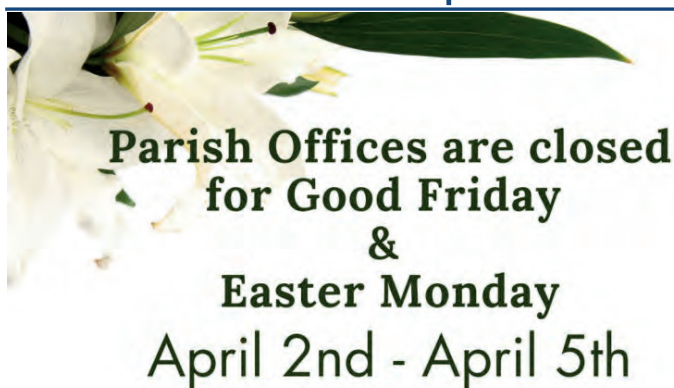 Parish Offices are closed
for Good Friday
&
Easter Monday
April 2nd - April 5th